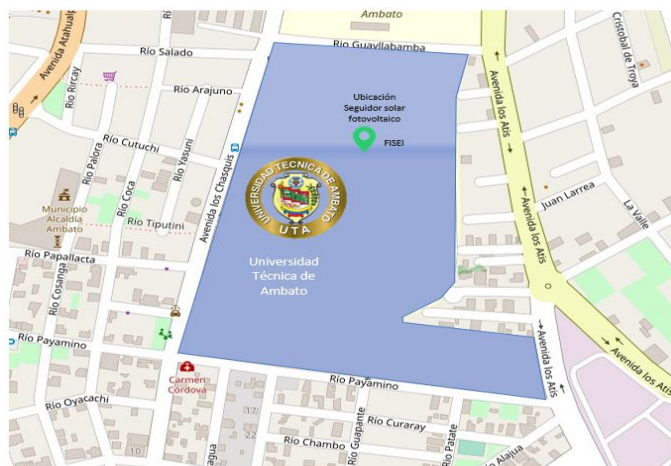 Ambato
Río Guayllabamba
Avenida Atahualpa
Río Salado
Cristobal de Troya
Río Rircay
Río Arajuno
Ubicación
Seguidor solar
fotovoltaico
FISEI
Río Cutuchi
Río Yasuni
Río Palora
Río Coca
Avenida los Chasquis
Avenida los Atis
UNIVERSIDAD TECNICA DE AMBATO
UTA
Juan Larrea
La Valle
Municipio
Alcaldía
Ambato
Río Tiputini
Río Papallacta
Río Cosanga
Avenida los Atis
Universidad
Técnica de
Ambato
Río Payamino
Avenida los Atis
Carmen
Córdova
Río Payamino
Río Oyacachi
17
22
10
Río Guapante
Río Curaray
Río Patate
Río Chambo
Río Alajua